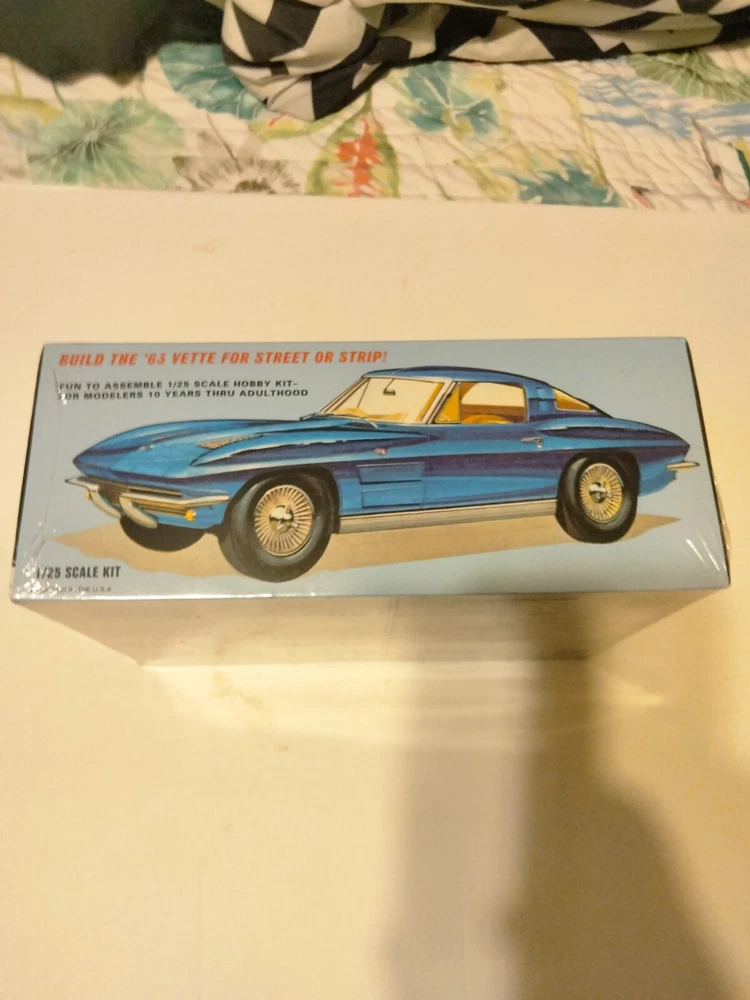 BUILD THE '63 VETTE FOR STREET OR STRIP!
FUN TO ASSEMBLE 1/25 SCALE HOBBY KIT–
FOR MODELERS 10 YEARS THRU ADULTHOOD
1/25 SCALE KIT
THE U.S.A.